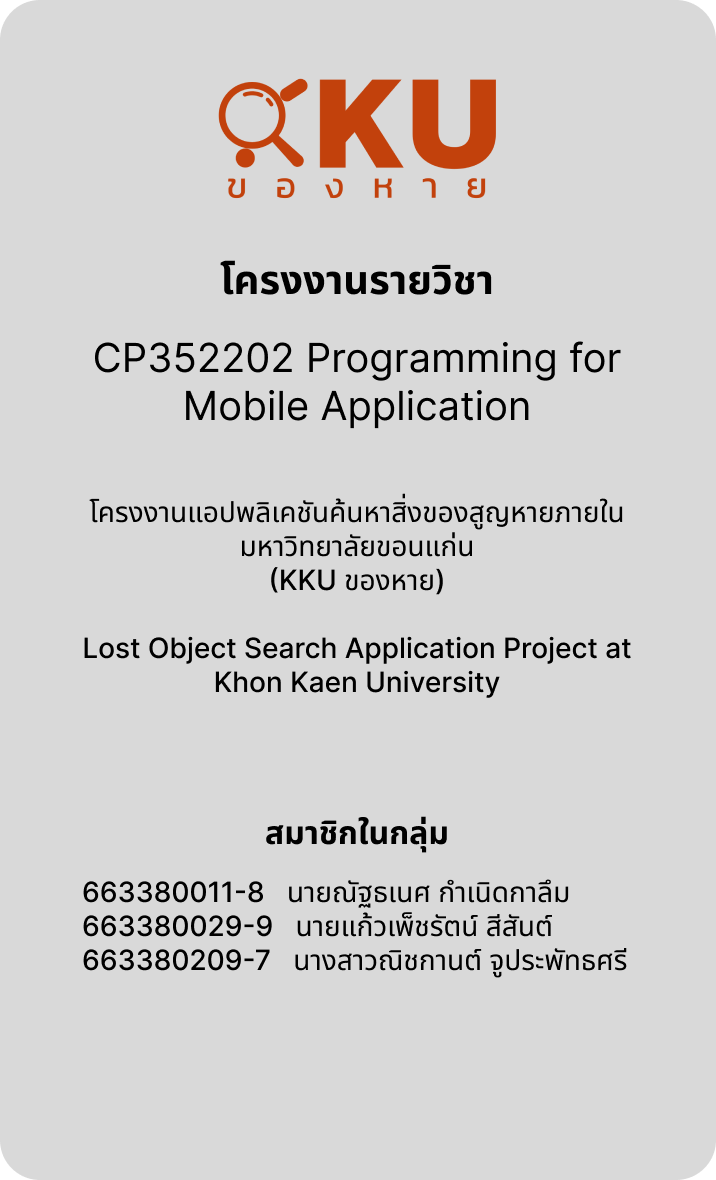 KKU
ของหาย
โครงงานรายวิชา
CP352202 Programming for
Mobile Application
โครงงานแอปพลิเคชันค้นหาสิ่งของสูญหายภายใน
มหาวิทยาลัยขอนแก่น
(KKU ของหาย)
Lost Object Search Application Project at
Khon Kaen University
สมาชิกในกลุ่ม
663380011-8 นายณัฐธเนศ กำเนิดกาลึม
663380029-9 นายแก้วเพ็ชรัตน์ สีสันต์
663380209-7 นางสาวณิชกานต์ จูประพัทธศรี